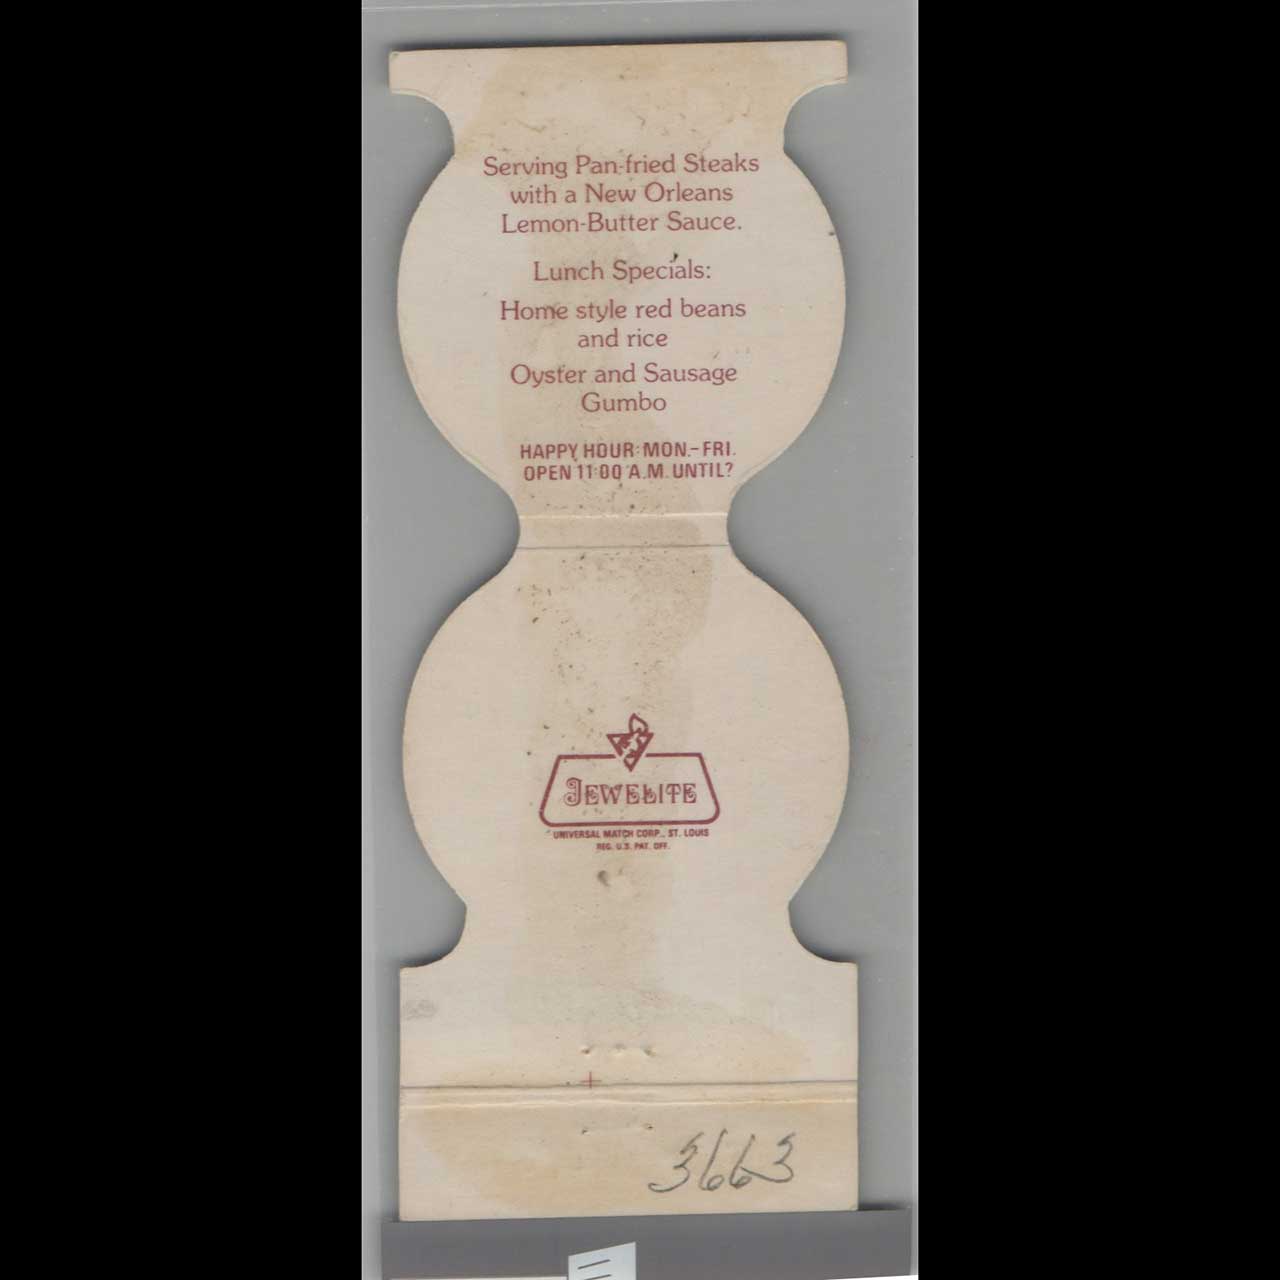 Serving Pan-fried Steaks
with a New Orleans
Lemon-Butter Sauce.
Lunch Specials:
Home style red beans
and rice
Oyster and Sausage
Gumbo
HAPPY HOUR: MON.-FRI.
OPEN 11:00 A.M. UNTIL?
JEWELITE
UNIVERSAL MATCH CORP., ST. LOUIS
REG. U.S. PAT. OFF.
3663